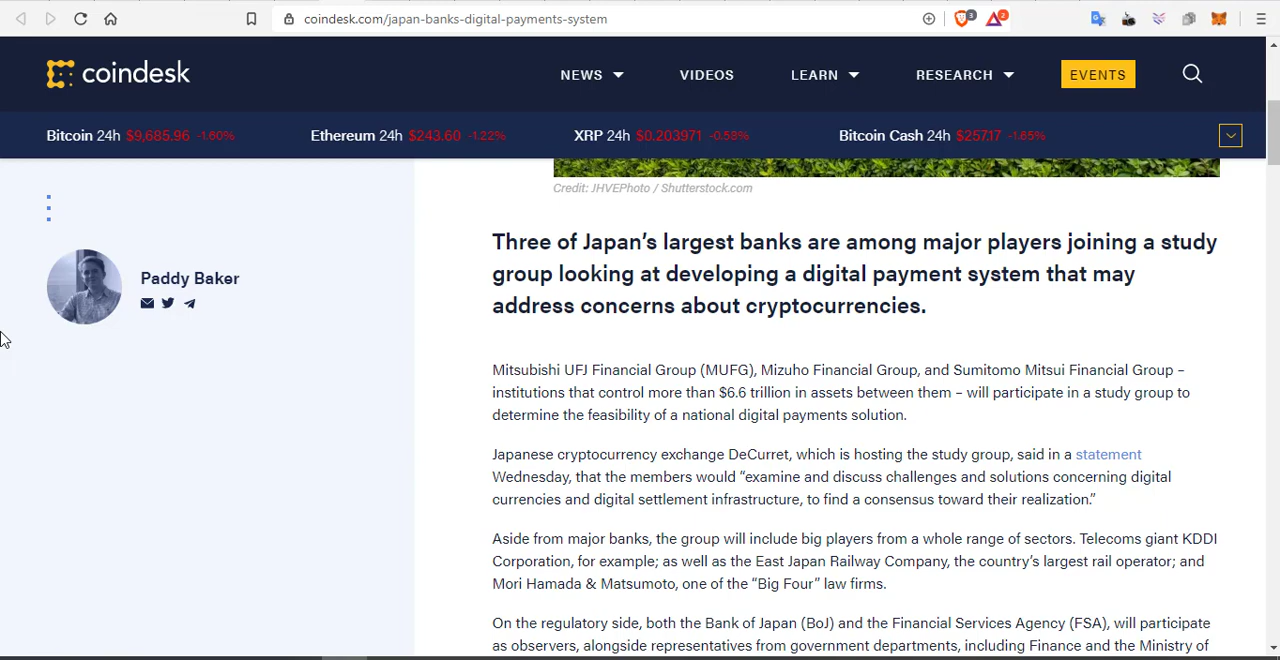 coindesk.com/japan-banks-digital-payments-system
3
2
coindesk
NEWS
VIDEOS
LEARN
RESEARCH
EVENTS
Bitcoin 24h $9,685.96 -1.60%
Ethereum 24h $243.60 -1.22%
XRP 24h $0.203971 -0.58%
Bitcoin Cash 24h $257.17 -1.65%
Credit: JHVEPhoto / Shutterstock.com
Paddy Baker
Three of Japan’s largest banks are among major players joining a study
group looking at developing a digital payment system that may
address concerns about cryptocurrencies.
Mitsubishi UFJ Financial Group (MUFG), Mizuho Financial Group, and Sumitomo Mitsui Financial Group –
institutions that control more than $6.6 trillion in assets between them – will participate in a study group to
determine the feasibility of a national digital payments solution.
Japanese cryptocurrency exchange DeCurret, which is hosting the study group, said in a statement
Wednesday, that the members would “examine and discuss challenges and solutions concerning digital
currencies and digital settlement infrastructure, to find a consensus toward their realization.”
Aside from major banks, the group will include big players from a whole range of sectors. Telecoms giant KDDI
Corporation, for example; as well as the East Japan Railway Company, the country’s largest rail operator; and
Mori Hamada & Matsumoto, one of the “Big Four” law firms.
On the regulatory side, both the Bank of Japan (BoJ) and the Financial Services Agency (FSA), will participate
as observers, alongside representatives from government departments, including Finance and the Ministry of